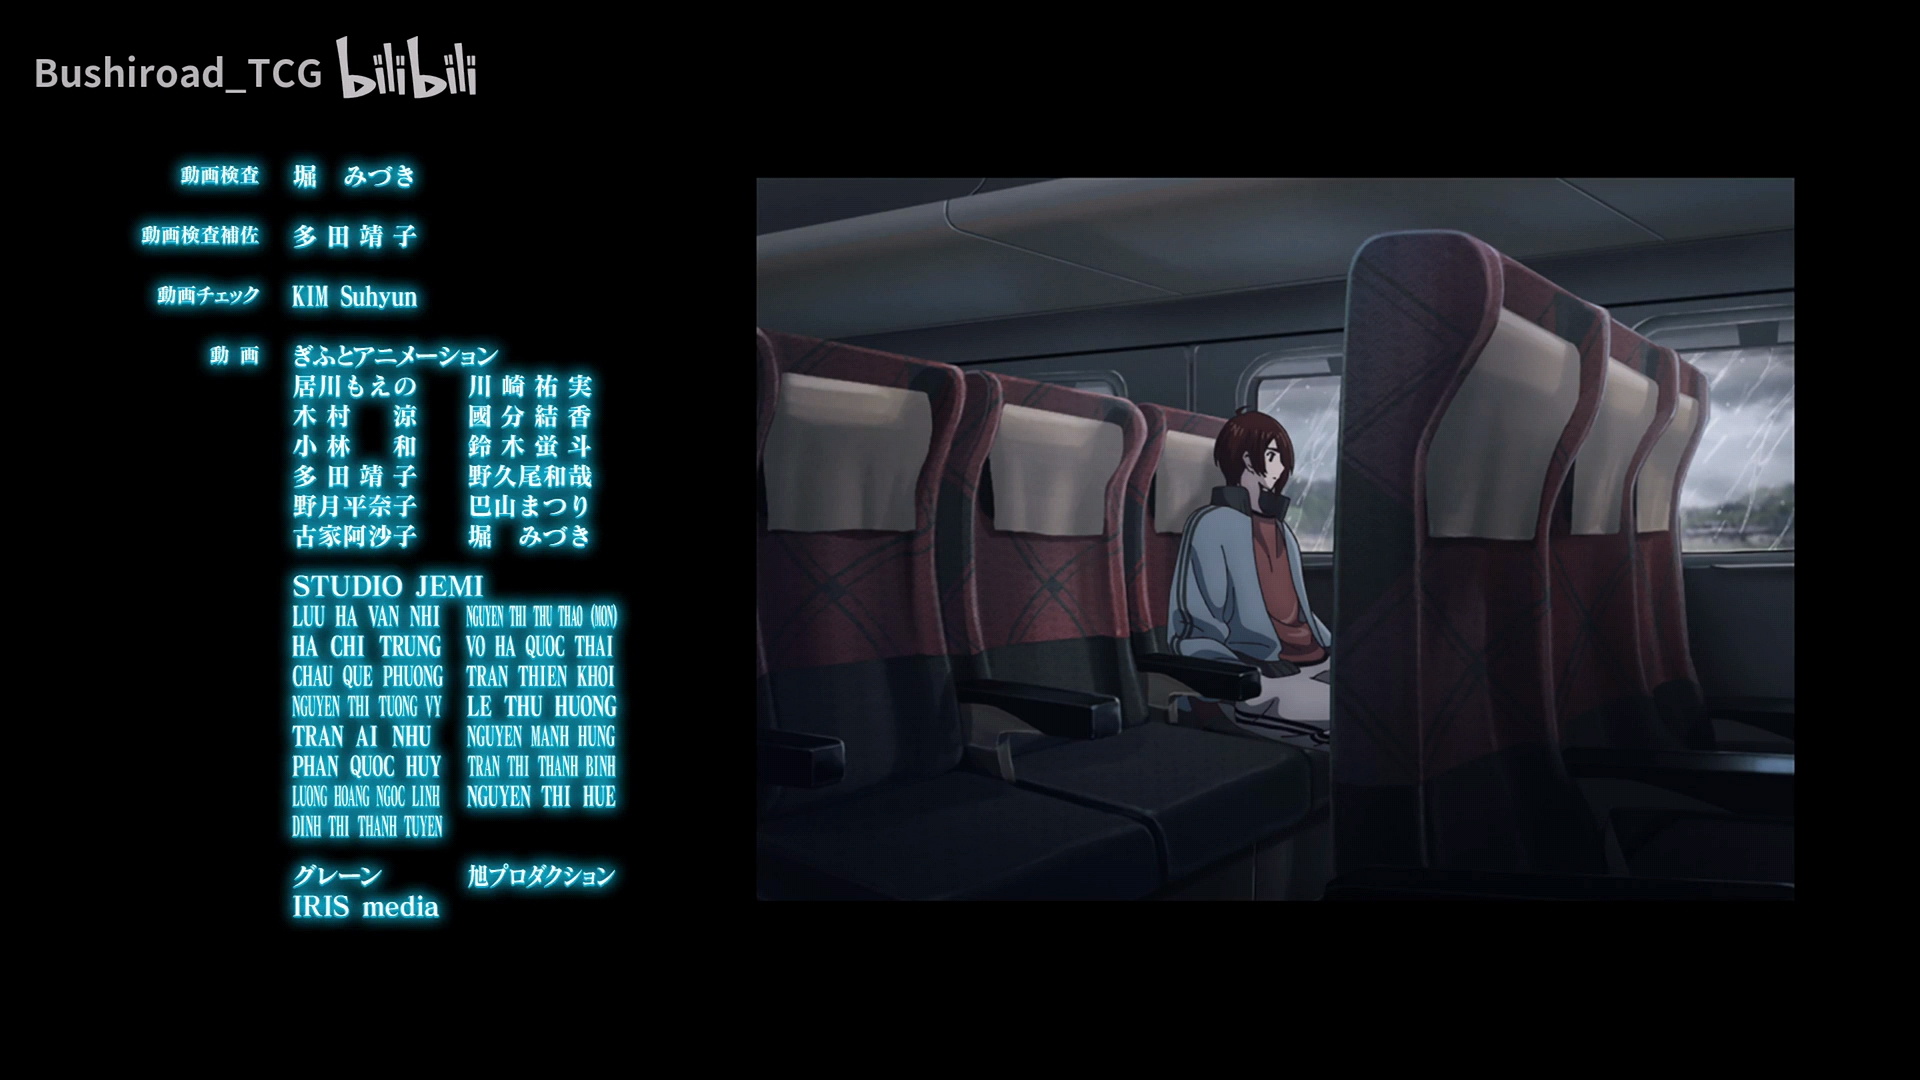 Bushiroad_TCG bilibili
動画検査 堀　みづき
動画検査補佐 多田靖子
動画チェック KIM Suhyun
動画 ぎふとアニメーション
居川もえの 川崎祐実
木村　涼 國分結香
小林　和 鈴木蛍斗
多田靖子 野久尾和哉
野月平奈子 巴山まつり
古家阿沙子 堀　みづき
STUDIO JEMI
LUU HA VAN NHI NGUYEN THI THU THAO (MON)
HA CHI TRUNG VO HA QUOC THAI
CHAU QUE PHUONG TRAN THIEN KHOI
NGUYEN THI TUONG VY LE THU HUONG
TRAN AI NHU NGUYEN MANH HUNG
PHAN QUOC HUY TRAN THI THANH BINH
LUONG HOANG NGOC LINH NGUYEN THI HUE
DINH THI THANH TUYEN
グレーン 旭プロダクション
IRIS media